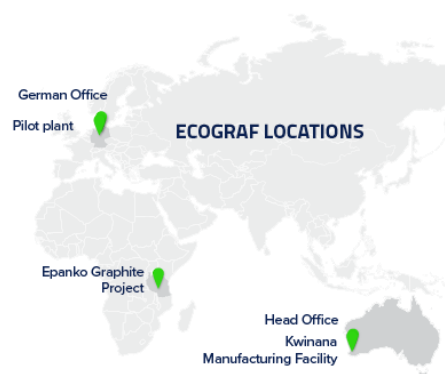 German Office
Pilot plant
ECOGRAF LOCATIONS
Epanko Graphite
Project
Head Office
Kwinana
Manufacturing Facility